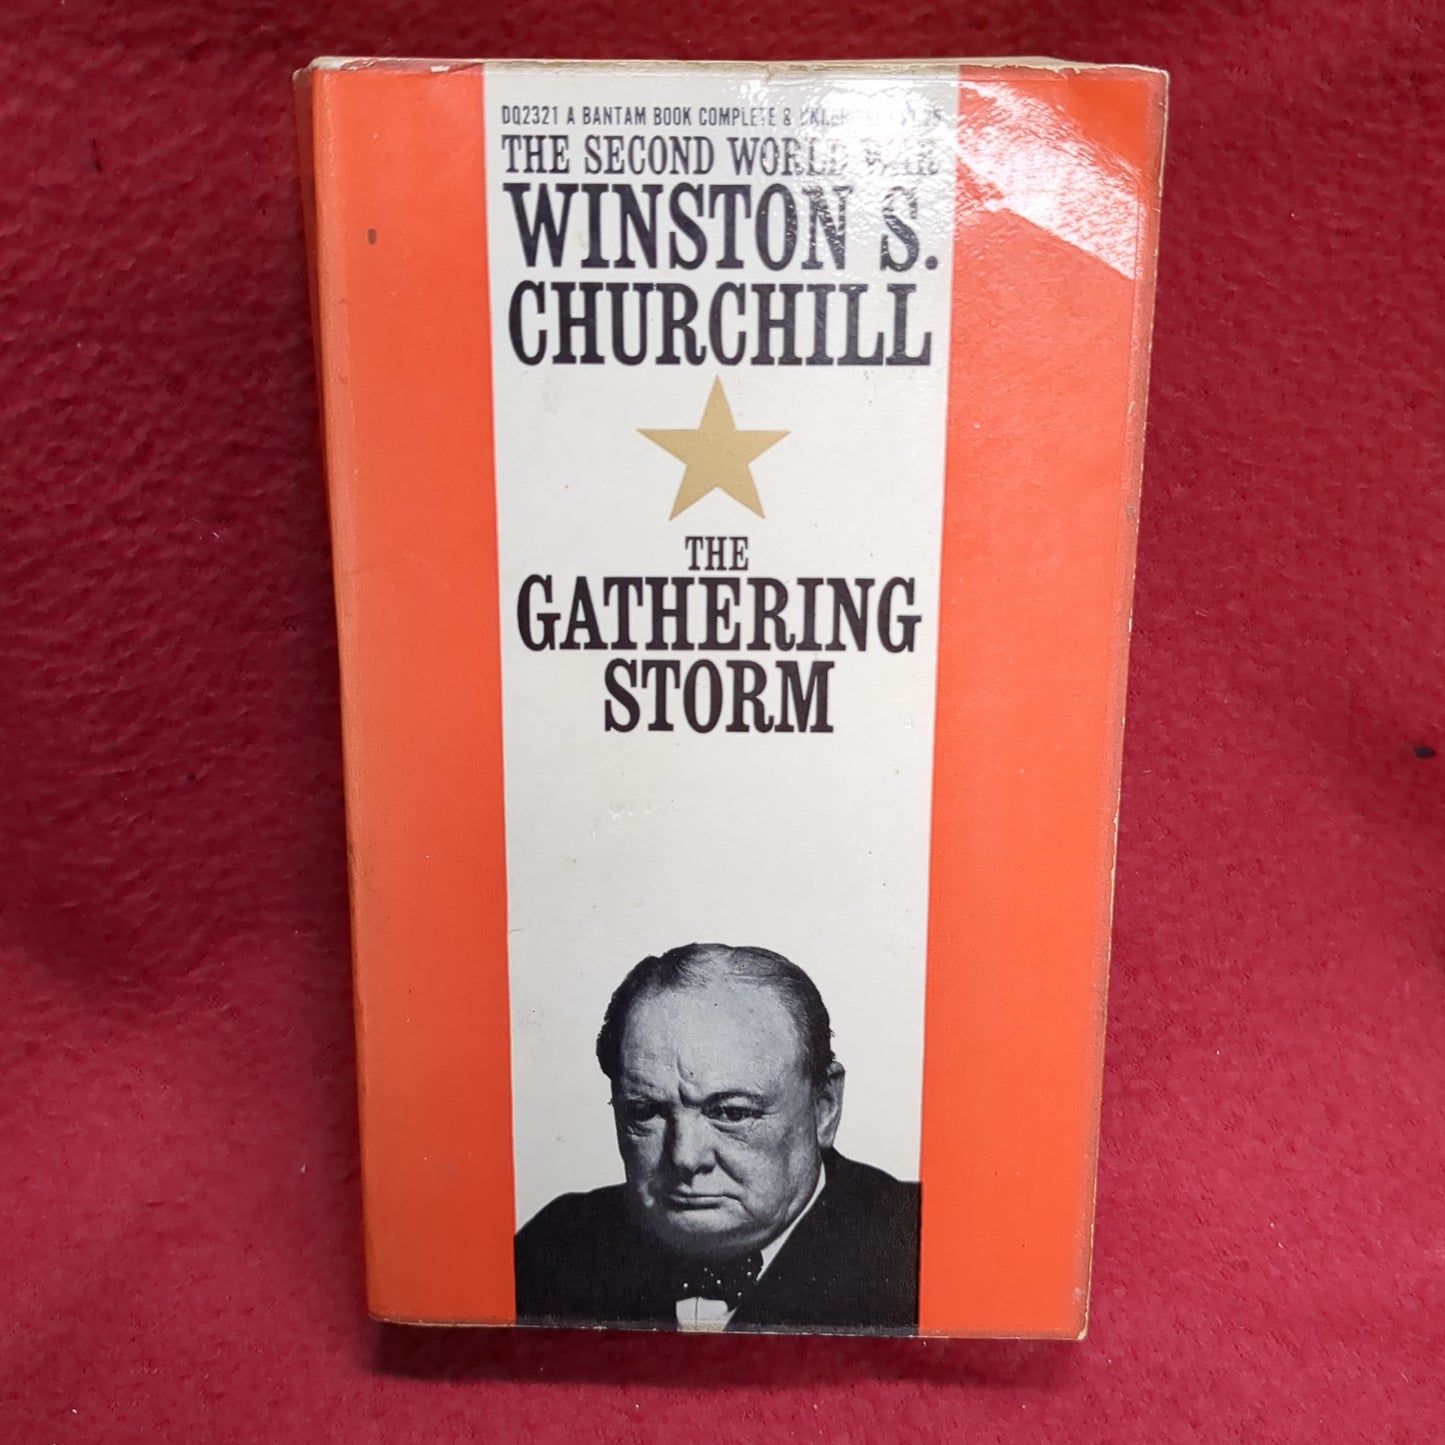 DQ2321 A BANTAM BOOK COMPLETE &
THE SECOND WORLD WAR
WINSTON S.
CHURCHILL
THE
GATHERING
STORM